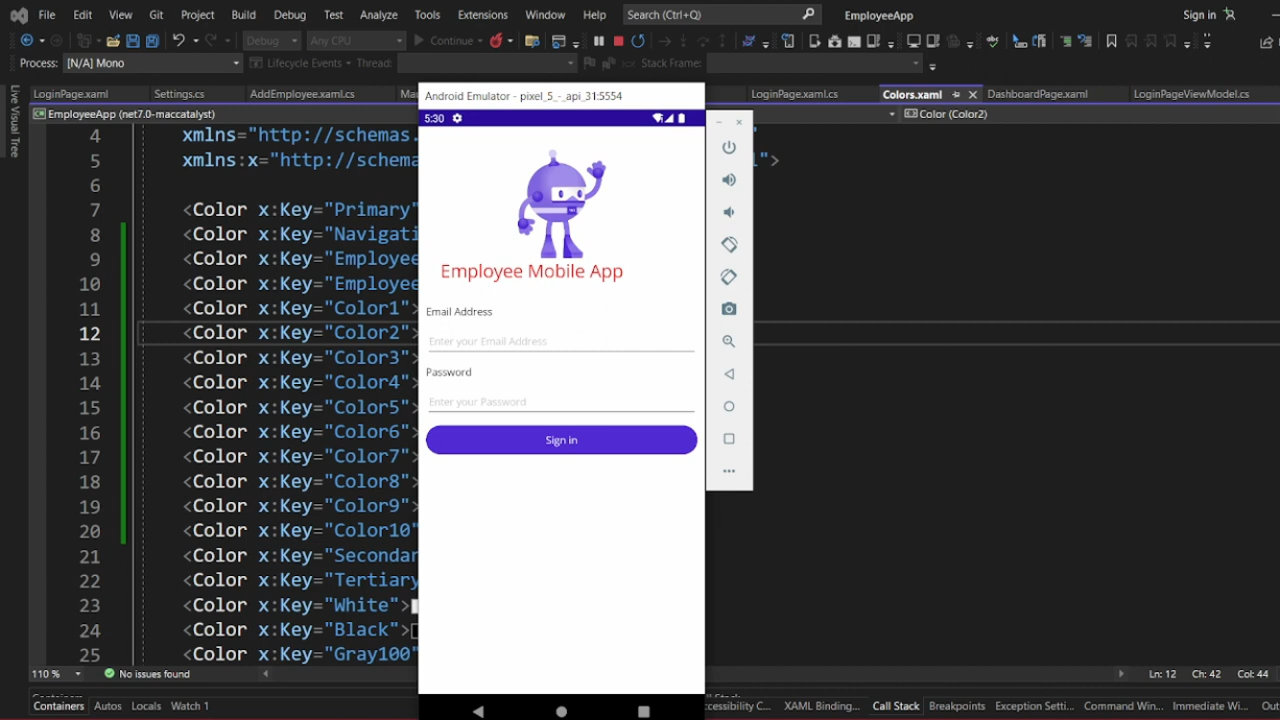 File Edit View Git Project Build Debug Test Analyze Tools Extensions Window Help Search (Ctrl+Q) EmployeeApp Sign in
Debug Any CPU Continue
Process: [N/A] Mono Lifecycle Events Thread: Stack Frame:
LoginPage.xaml Settings.cs AddEmployee.xaml.cs LoginPage.xaml.cs Colors.xaml DashboardPage.xaml LoginPageViewModel.cs
Live Visual Tree
EmployeeApp (net7.0-maccatalyst) Color (Color2)
4 xmlns="http://schemas. "
5 xmlns:x="http://schema l">
6
7 <Color x:Key="Primary"
8 <Color x:Key="Navigati
9 <Color x:Key="Employee
10 <Color x:Key="Employee
11 <Color x:Key="Color1">
12 <Color x:Key="Color2">
13 <Color x:Key="Color3">
14 <Color x:Key="Color4">
15 <Color x:Key="Color5">
16 <Color x:Key="Color6">
17 <Color x:Key="Color7">
18 <Color x:Key="Color8">
19 <Color x:Key="Color9">
20 <Color x:Key="Color10"
21 <Color x:Key="Secondar
22 <Color x:Key="Tertiary
23 <Color x:Key="White">
24 <Color x:Key="Black">
25 <Color x:Key="Gray100"
Android Emulator - pixel_5_-_api_31:5554
5:30
Employee Mobile App
Email Address
Enter your Email Address
Password
Enter your Password
Sign in
110 % No issues found Ln: 12 Ch: 42 Col: 44
Containers Autos Locals Watch 1 XAML Binding... Call Stack Breakpoints Exception Setti... Command Win... Immediate Wi...